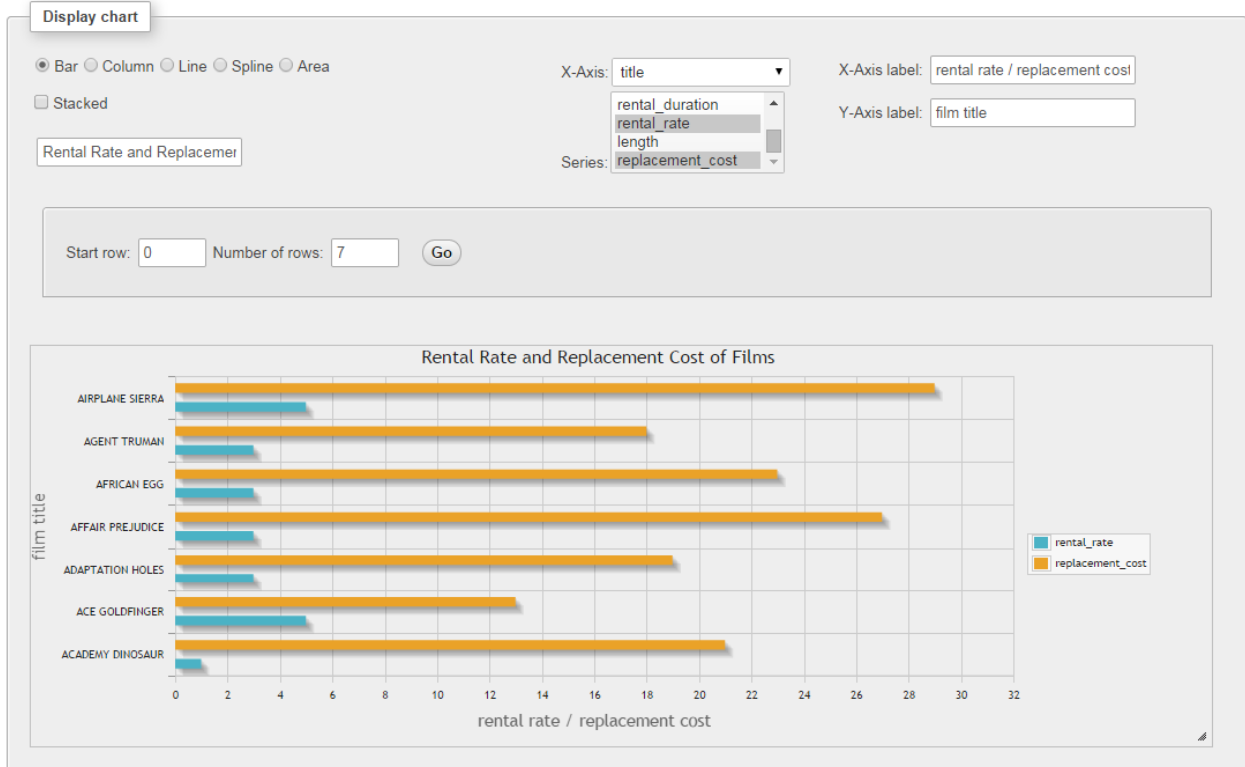 Display chart
Bar Column Line Spline Area
Stacked
Rental Rate and Replacemer
X-Axis: title
rental_duration
rental_rate
length
Series: replacement_cost
X-Axis label: rental rate / replacement cost
Y-Axis label: film title
Start row: 0 Number of rows: 7 Go
Rental Rate and Replacement Cost of Films
AIRPLANE SIERRA
AGENT TRUMAN
AFRICAN EGG
AFFAIR PREJUDICE
ADAPTATION HOLES
ACE GOLDFINGER
ACADEMY DINOSAUR
film title
0 2 4 6 8 10 12 14 16 18 20 22 24 26 28 30 32
rental rate / replacement cost
rental_rate
replacement_cost